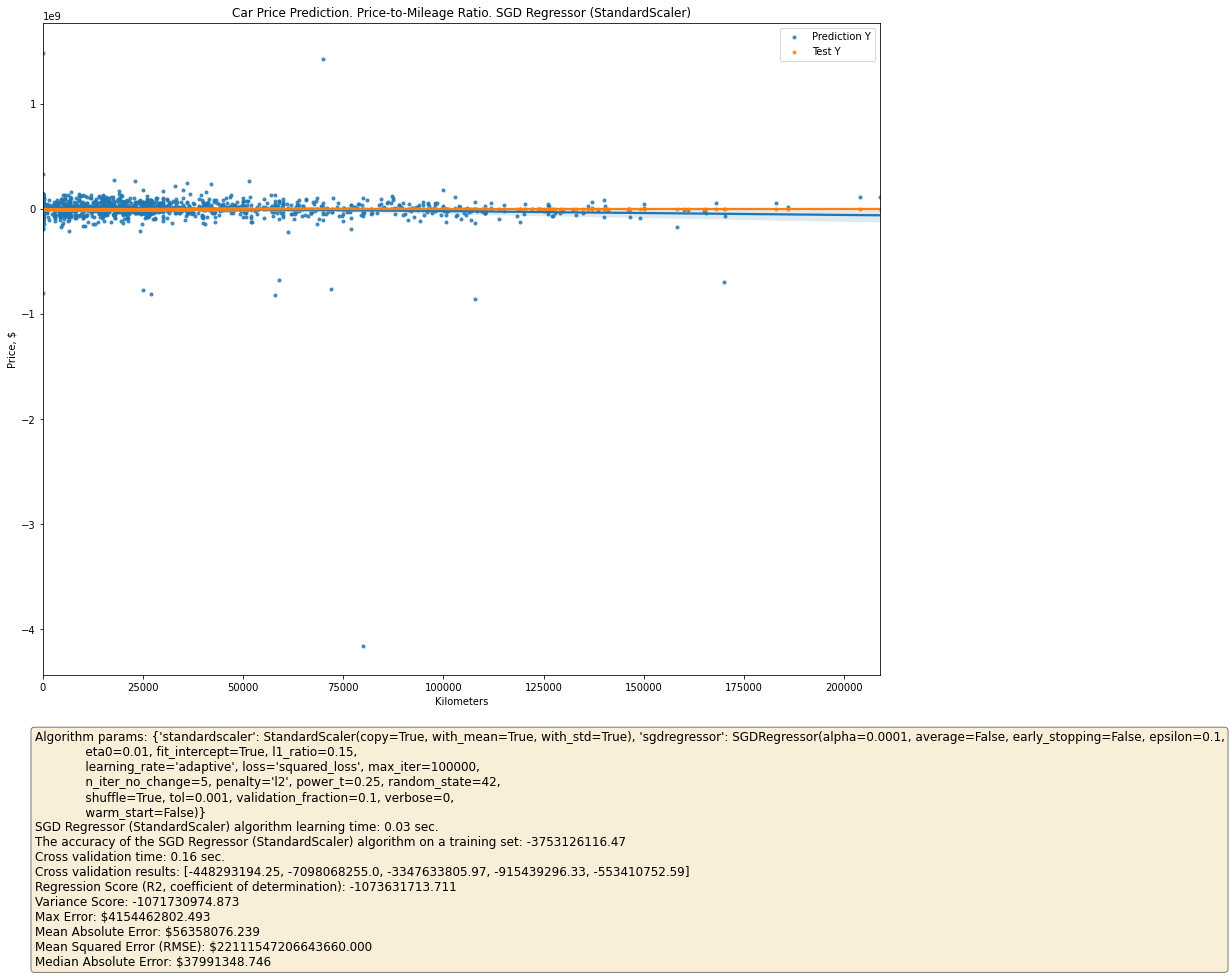 Car Price Prediction. Price-to-Mileage Ratio. SGD Regressor (StandardScaler)
1e9
Prediction Y
Test Y
1
0
−1
−2
−3
−4
Price, $
0 25000 50000 75000 100000 125000 150000 175000 200000
Kilometers
Algorithm params: {'standardscaler': StandardScaler(copy=True, with_mean=True, with_std=True), 'sgdregressor': SGDRegressor(alpha=0.0001, average=False, early_stopping=False, epsilon=0.1,
eta0=0.01, fit_intercept=True, l1_ratio=0.15,
learning_rate='adaptive', loss='squared_loss', max_iter=100000,
n_iter_no_change=5, penalty='l2', power_t=0.25, random_state=42,
shuffle=True, tol=0.001, validation_fraction=0.1, verbose=0,
warm_start=False)}
SGD Regressor (StandardScaler) algorithm learning time: 0.03 sec.
The accuracy of the SGD Regressor (StandardScaler) algorithm on a training set: -3753126116.47
Cross validation time: 0.16 sec.
Cross validation results: [-448293194.25, -7098068255.0, -3347633805.97, -915439296.33, -553410752.59]
Regression Score (R2, coefficient of determination): -1073631713.711
Variance Score: -1071730974.873
Max Error: $4154462802.493
Mean Absolute Error: $56358076.239
Mean Squared Error (RMSE): $22111547206643660.000
Median Absolute Error: $37991348.746